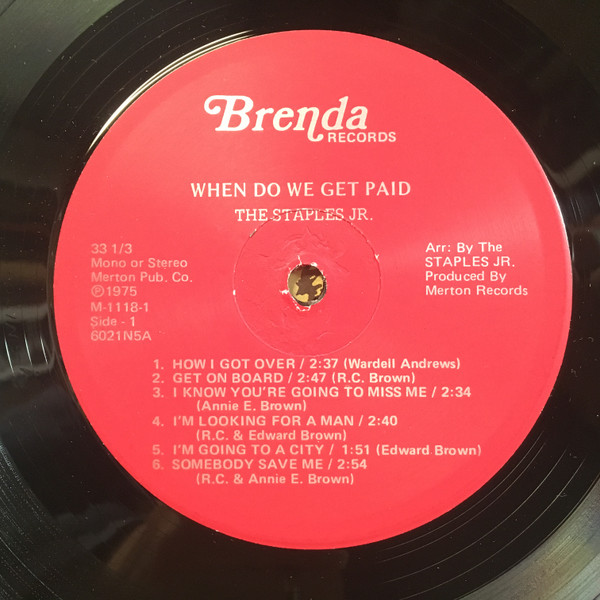 Brenda
RECORDS
WHEN DO WE GET PAID
THE STAPLES JR.
33 1/3
Mono or Stereo
Merton Pub. Co.
Ⓟ1975
M-1118-1
Side - 1
6021N5A
Arr: By The
STAPLES JR.
Produced By
Merton Records
1. HOW I GOT OVER / 2:37 (Wardell Andrews)
2. GET ON BOARD / 2:47 (R.C. Brown)
3. I KNOW YOU'RE GOING TO MISS ME / 2:34
(Annie E. Brown)
4. I'M LOOKING FOR A MAN / 2:40
(R.C. & Edward Brown)
5. I'M GOING TO A CITY / 1:51 (Edward Brown)
6. SOMEBODY SAVE ME / 2:54
(R.C. & Annie E. Brown)